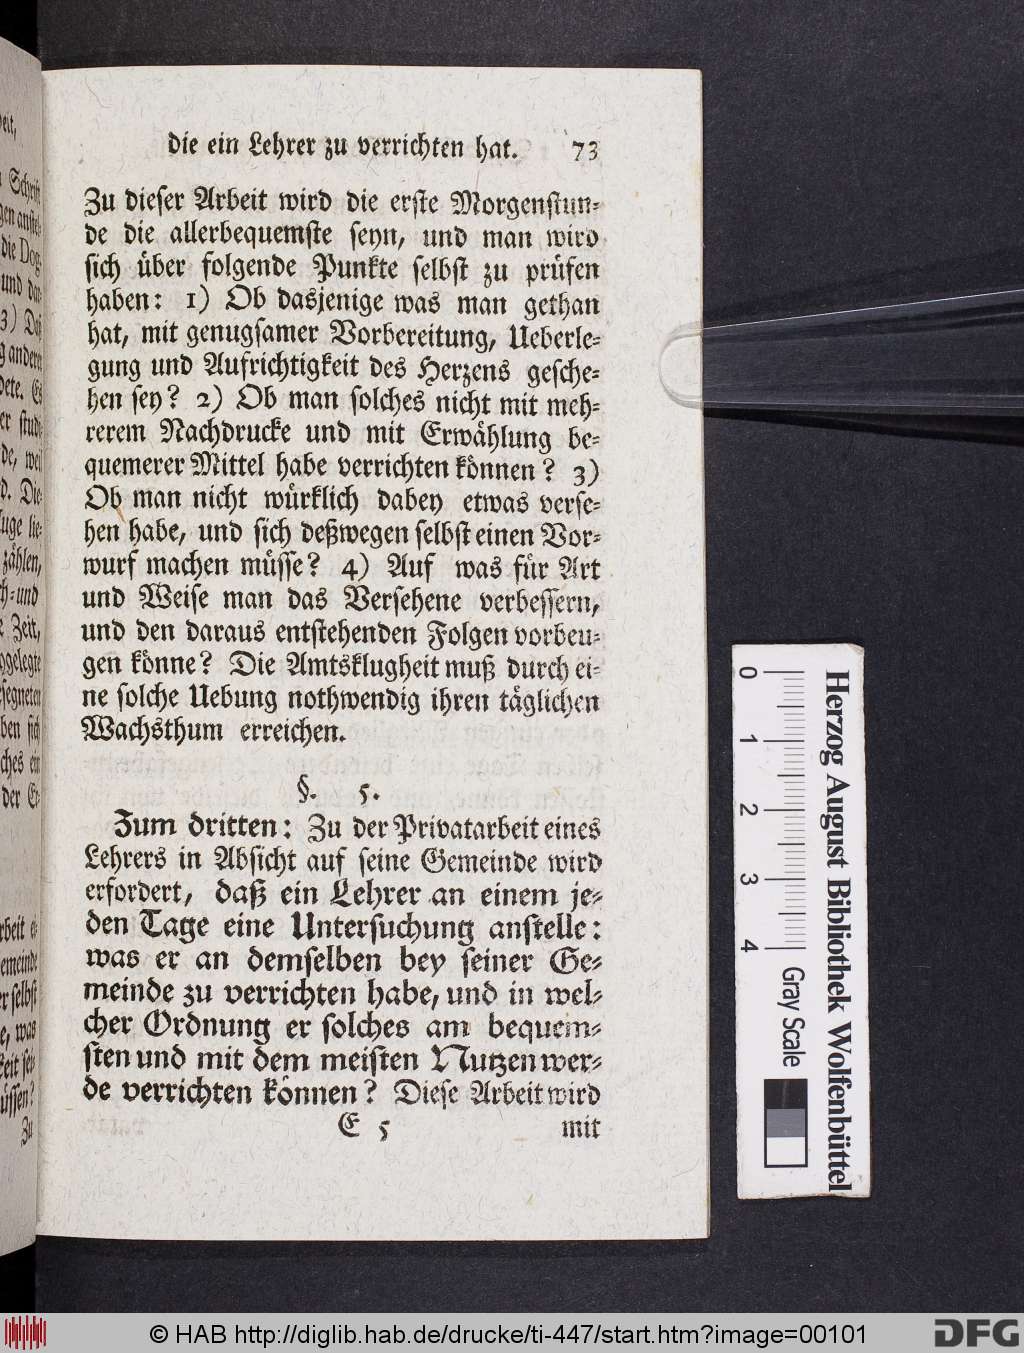 die ein Lehrer zu verrichten hat. 73
Zu dieser Arbeit wird die erste Morgenstun-
de die allerbequemste seyn, und man wird
sich über folgende Punkte selbst zu prüfen
haben: 1) Ob dasjenige was man gethan
hat, mit genugsamer Vorbereitung, Ueberle-
gung und Aufrichtigkeit des Herzens gesche-
hen sey? 2) Ob man solches nicht mit meh-
rerem Nachdrucke und mit Erwählung be-
quemerer Mittel habe verrichten können? 3)
Ob man nicht würklich dabey etwas verse-
hen habe, und sich deßwegen selbst einen Vor-
wurf machen müsse? 4) Auf was für Art
und Weise man das Versehene verbessern,
und den daraus entstehenden Folgen vorbeu-
gen könne? Die Amtsklugheit muß durch ei-
ne solche Uebung nothwendig ihren täglichen
Wachsthum erreichen.
§. 5.
Zum dritten: Zu der Privatarbeit eines
Lehrers in Absicht auf seine Gemeinde wird
erfordert, daß ein Lehrer an einem je-
den Tage eine Untersuchung anstelle:
was er an demselben bey seiner Ge-
meinde zu verrichten habe, und in wel-
cher Ordnung er solches am bequem-
sten und mit dem meisten Nutzen wer-
de verrichten können? Diese Arbeit wird
E 5 mit
0 1 2 3 4 Gray Scale
Herzog August Bibliothek Wolfenbüttel
© HAB http://diglib.hab.de/drucke/ti-447/start.htm?image=00101
DFG